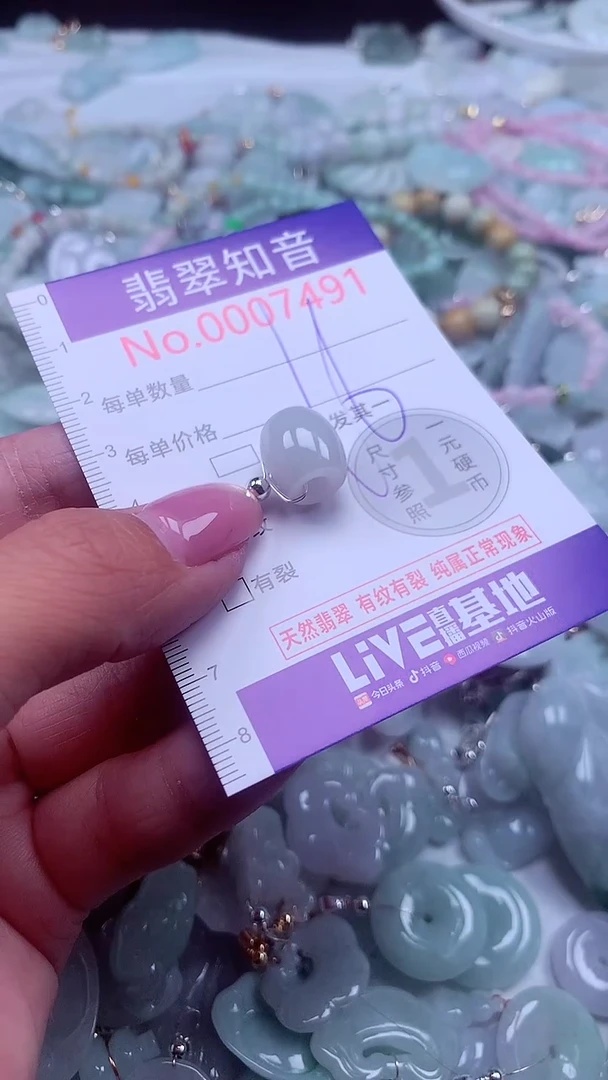 翡翠知音
No.0007491
每单数量
每单价格
发其一
一元硬币
1
尺寸参照
有裂
天然翡翠 有纹有裂 纯属正常现象
LiVE直播基地
今日头条 抖音 西瓜视频 抖音火山版
0
1
2
3
7
8